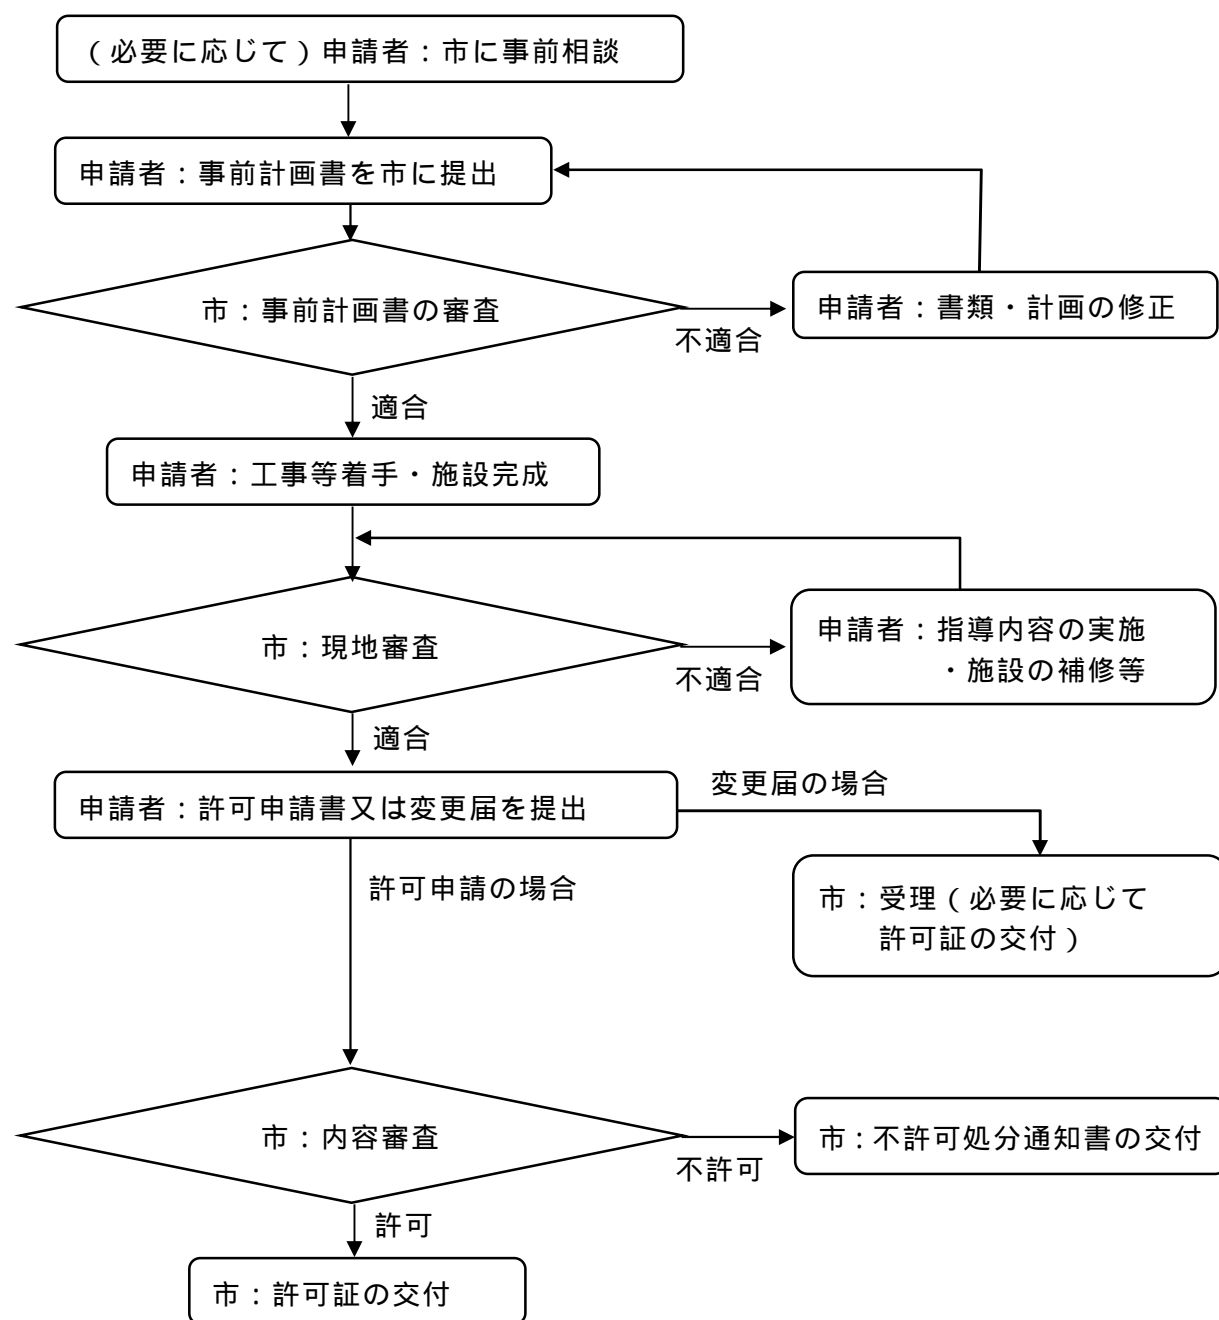 （必要に応じて）申請者：市に事前相談
申請者：事前計画書を市に提出
市：事前計画書の審査
不適合
申請者：書類・計画の修正
適合
申請者：工事等着手・施設完成
市：現地審査
不適合
申請者：指導内容の実施
・施設の補修等
適合
申請者：許可申請書又は変更届を提出
変更届の場合
許可申請の場合
市：受理（必要に応じて
許可証の交付）
市：内容審査
不許可
市：不許可処分通知書の交付
許可
市：許可証の交付